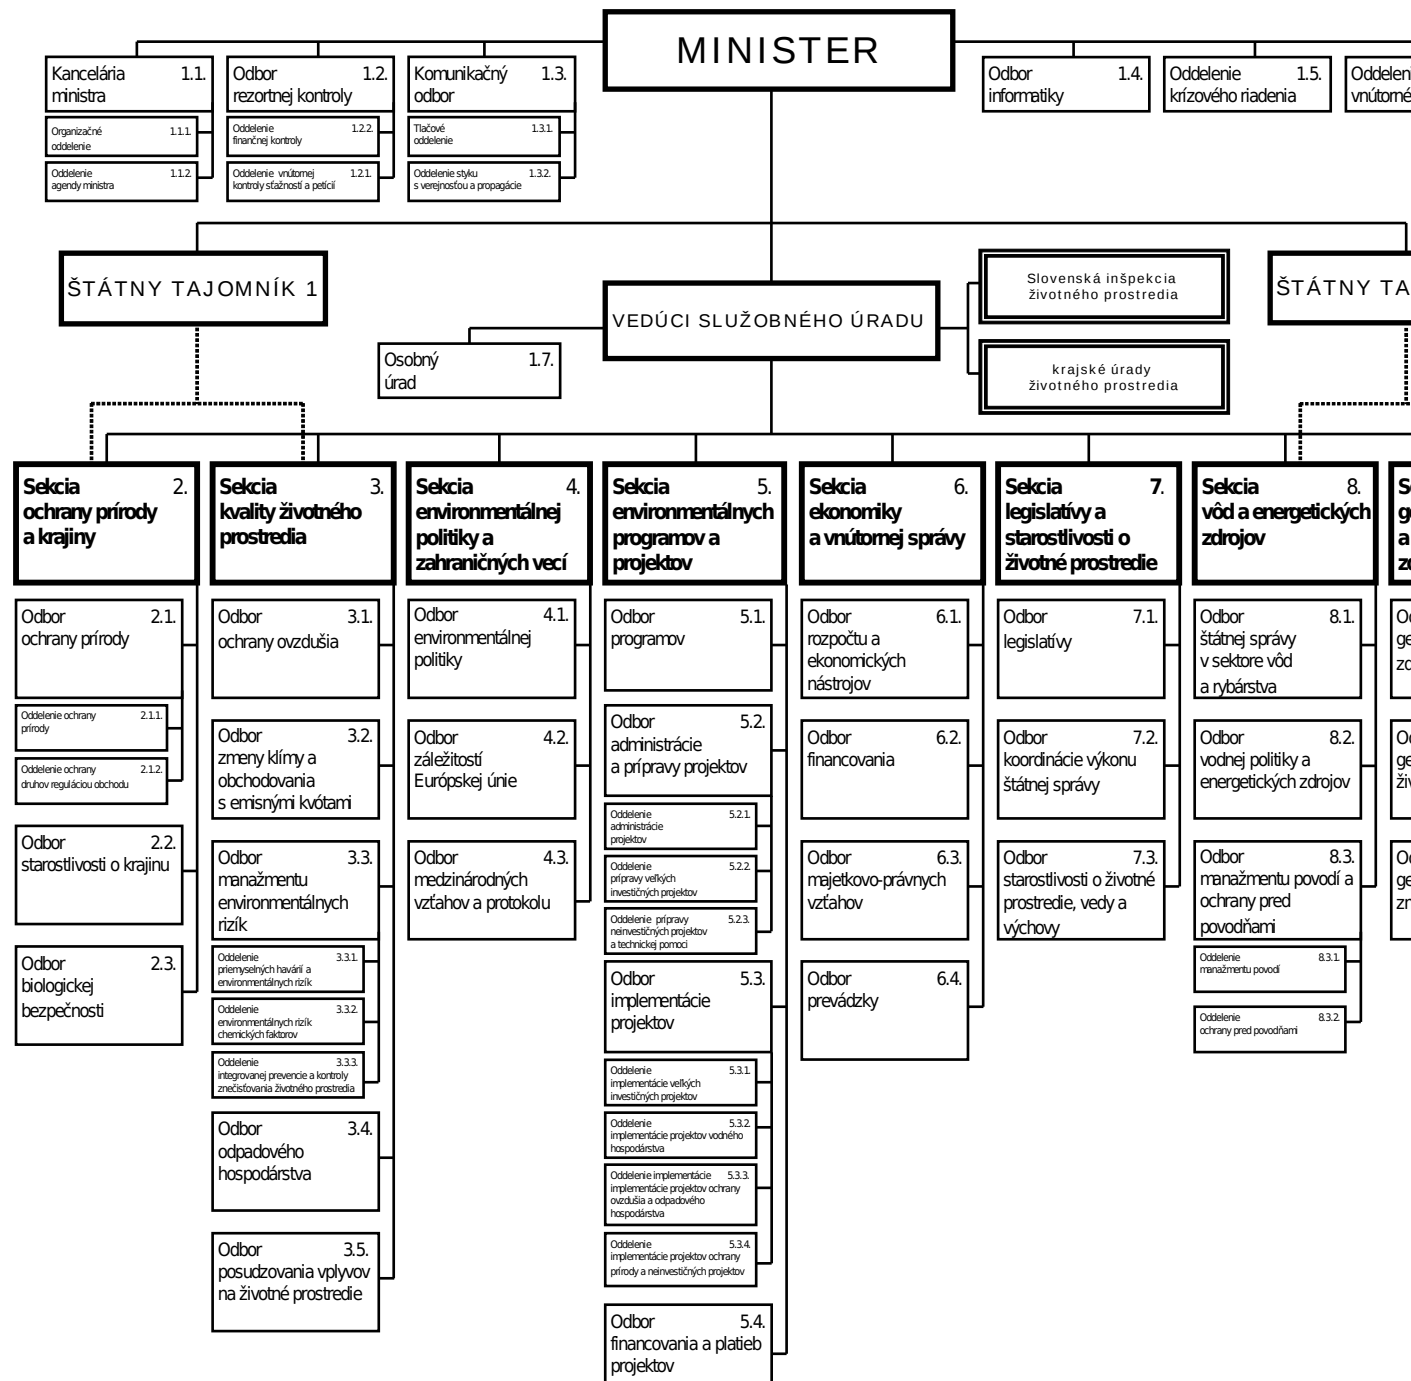 MINISTER
Kancelária 1.1.
ministra
Odbor 1.2.
rezortnej kontroly
Komunikačný 1.3.
odbor
Odbor 1.4.
informatiky
Oddelenie 1.5.
krízového riadenia
Oddeleni
vnútorné
Organizačné 1.1.1.
oddelenie
Oddelenie 1.1.2.
agendy ministra
Oddelenie 1.2.2.
finančnej kontroly
Oddelenie vnútornej 1.2.1.
kontroly sťažností a petícií
Tlačové 1.3.1.
oddelenie
Oddelenie styku 1.3.2.
s verejnosťou a propagácie
ŠTÁTNY TAJOMNÍK 1
VEDÚCI SLUŽOBNÉHO ÚRADU
Slovenská inšpekcia
životného prostredia
krajské úrady
životného prostredia
ŠTÁTNY TA
Osobný 1.7.
úrad
Sekcia 2.
ochrany prírody
a krajiny
Odbor 2.1.
ochrany prírody
Oddelenie ochrany 2.1.1.
prírody
Oddelenie ochrany 2.1.2.
druhov reguláciou obchodu
Odbor 2.2.
starostlivosti o krajinu
Odbor 2.3.
biologickej
bezpečnosti
Sekcia 3.
kvality životného
prostredia
Odbor 3.1.
ochrany ovzdušia
Odbor 3.2.
zmeny klímy a
obchodovania
s emisnými kvótami
Odbor 3.3.
manažmentu
environmentálnych
rizík
Oddelenie 3.3.1.
priemyselných havárií a
environmentálnych rizík
Oddelenie 3.3.2.
environmentálnych rizík
chemických faktorov
Oddelenie 3.3.3.
integrovanej prevencie a kontroly
znečisťovania životného prostredia
Odbor 3.4.
odpadového
hospodárstva
Odbor 3.5.
posudzovania vplyvov
na životné prostredie
Sekcia 4.
environmentálnej
politiky a
zahraničných vecí
Odbor 4.1.
environmentálnej
politiky
Odbor 4.2.
záležitostí
Európskej únie
Odbor 4.3.
medzinárodných
vzťahov a protokolu
Sekcia 5.
environmentálnych
programov a
projektov
Odbor 5.1.
programov
Odbor 5.2.
administrácie
a prípravy projektov
Oddelenie 5.2.1.
administrácie
projektov
Oddelenie 5.2.2.
prípravy veľkých
investičných projektov
Oddelenie prípravy 5.2.3.
neinvestičných projektov
a technickej pomoci
Odbor 5.3.
implementácie
projektov
Oddelenie 5.3.1.
implementácie veľkých
investičných projektov
Oddelenie 5.3.2.
implementácie projektov vodného
hospodárstva
Oddelenie implementácie 5.3.3.
implementácie projektov ochrany
ovzdušia a odpadového
hospodárstva
Oddelenie 5.3.4.
implementácie projektov ochrany
prírody a neinvestičných projektov
Odbor 5.4.
financovania a platieb
projektov
Sekcia 6.
ekonomiky
a vnútornej správy
Odbor 6.1.
rozpočtu a
ekonomických
nástrojov
Odbor 6.2.
financovania
Odbor 6.3.
majetkovo-právnych
vzťahov
Odbor 6.4.
prevádzky
Sekcia 7.
legislatívy a
starostlivosti o
životné prostredie
Odbor 7.1.
legislatívy
Odbor 7.2.
koordinácie výkonu
štátnej správy
Odbor 7.3.
starostlivosti o životné
prostredie, vedy a
výchovy
Sekcia 8.
vôd a energetických
zdrojov
Odbor 8.1.
štátnej správy
v sektore vôd
a rybárstva
Odbor 8.2.
vodnej politiky a
energetických zdrojov
Odbor 8.3.
manažmentu povodí a
ochrany pred
povodňami
Oddelenie 8.3.1.
manažmentu povodí
Oddelenie 8.3.2.
ochrany pred povodňami